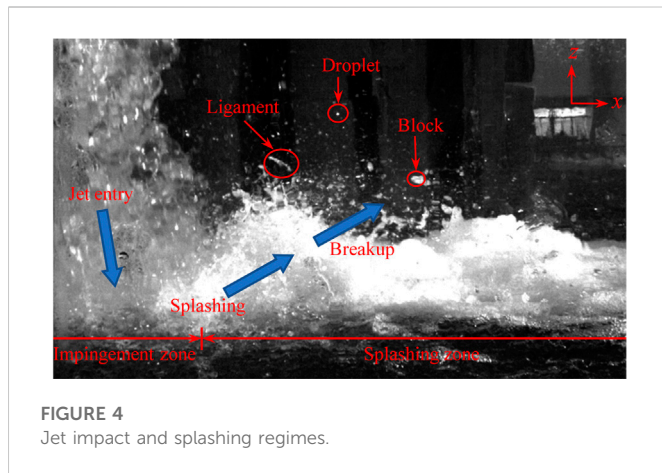 z
Droplet
x
Ligament
Block
Jet entry
Breakup
Splashing
Impingement zone
Splashing zone
FIGURE 4
Jet impact and splashing regimes.